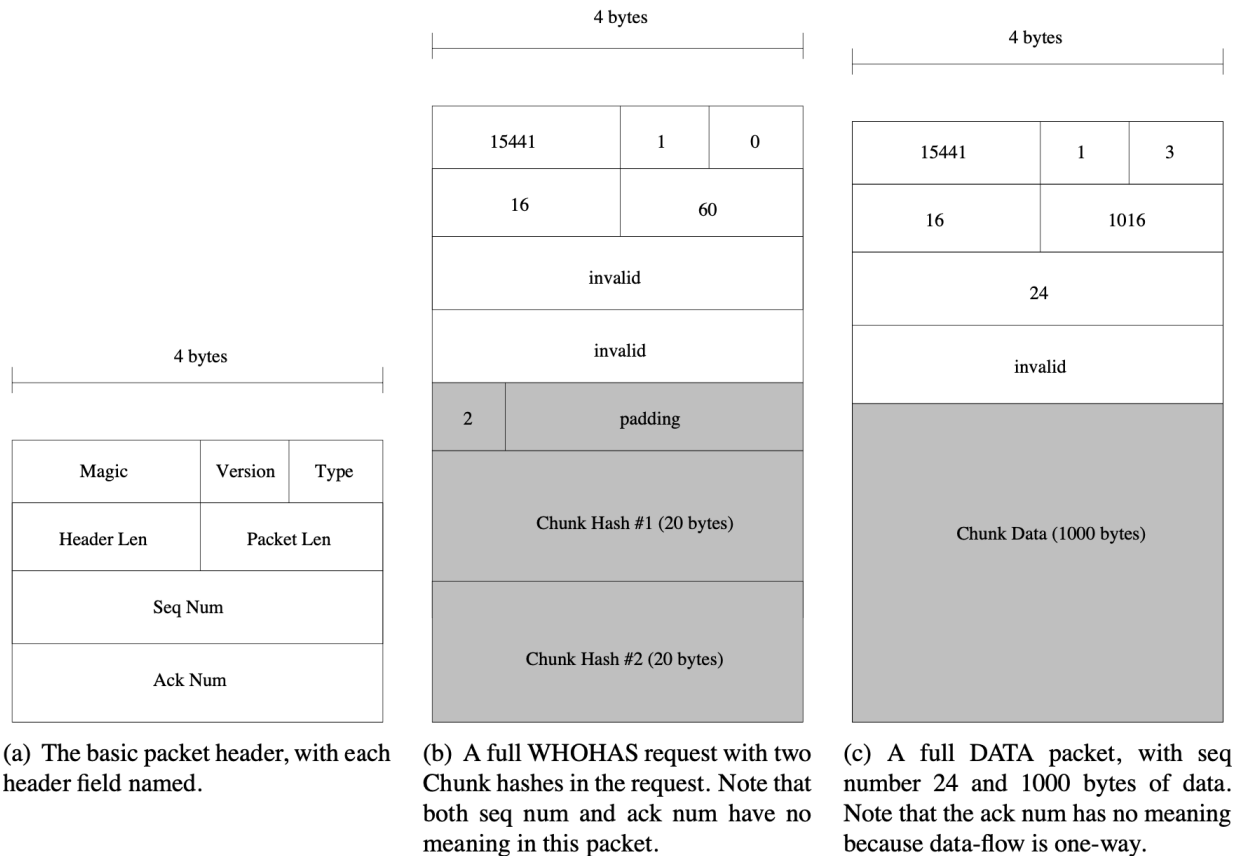 4 bytes
Magic
Version
Type
Header Len
Packet Len
Seq Num
Ack Num
(a) The basic packet header, with each
header field named.
4 bytes
15441
1
0
16
60
invalid
invalid
2
padding
Chunk Hash #1 (20 bytes)
Chunk Hash #2 (20 bytes)
(b) A full WHOHAS request with two
Chunk hashes in the request. Note that
both seq num and ack num have no
meaning in this packet.
4 bytes
15441
1
3
16
1016
24
invalid
Chunk Data (1000 bytes)
(c) A full DATA packet, with seq
number 24 and 1000 bytes of data.
Note that the ack num has no meaning
because data-flow is one-way.